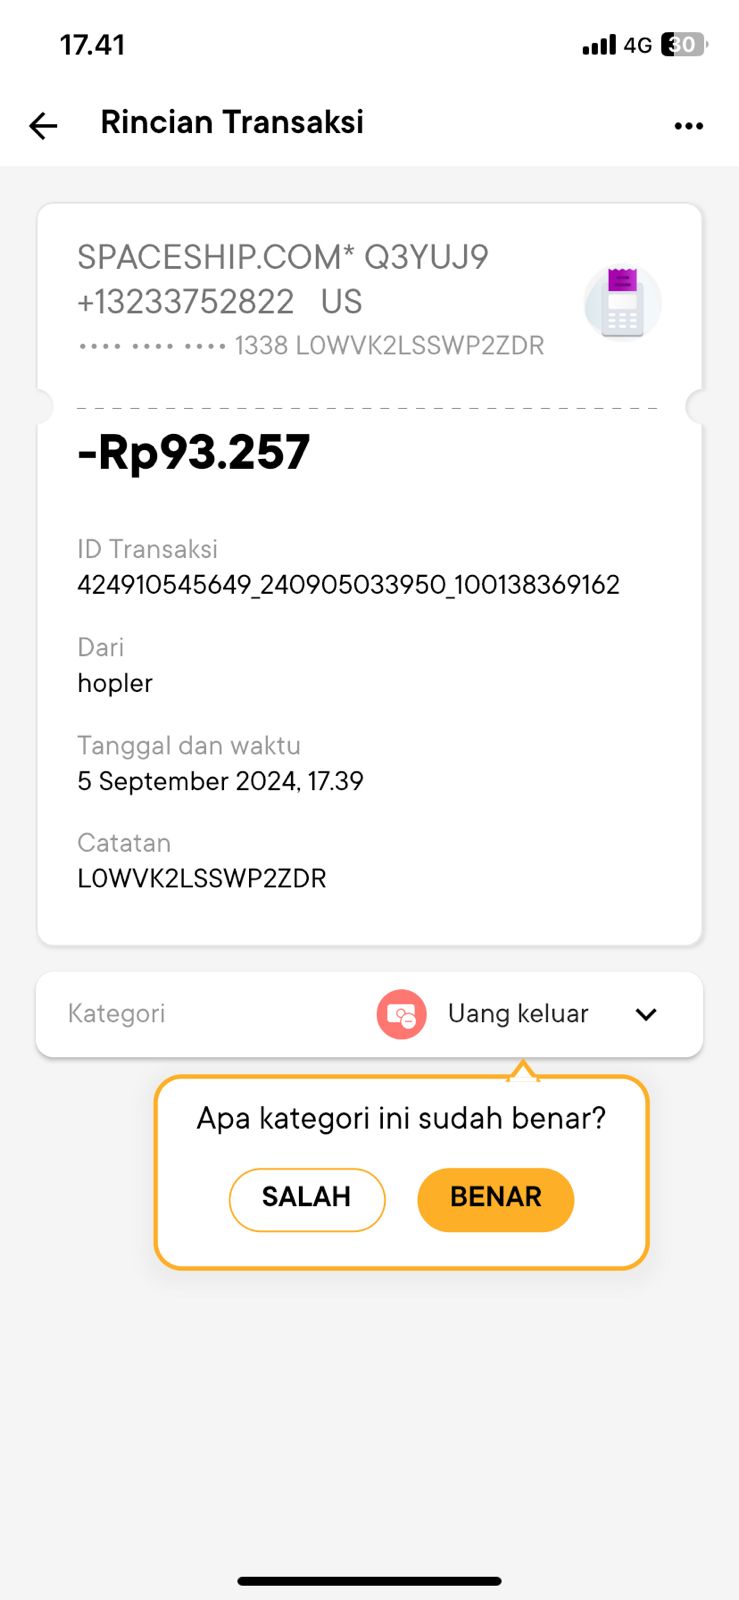 17.41
4G 30
Rincian Transaksi
SPACESHIP.COM* Q3YUJ9
+13233752822 US
•••• •••• •••• 1338 L0WVK2LSSWP2ZDR
-Rp93.257
ID Transaksi
424910545649_240905033950_100138369162
Dari
hopler
Tanggal dan waktu
5 September 2024, 17.39
Catatan
L0WVK2LSSWP2ZDR
Kategori Uang keluar
Apa kategori ini sudah benar?
SALAH BENAR